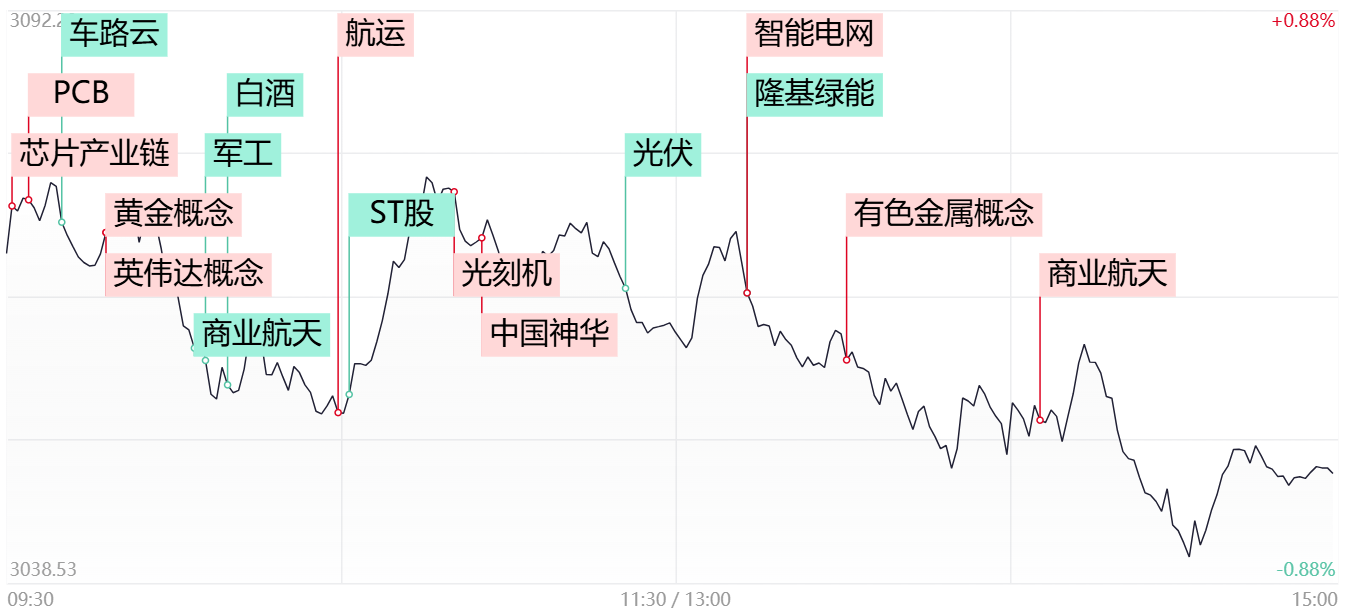 3092.2
车路云
航运
智能电网
+0.88%
PCB
白酒
隆基绿能
芯片产业链
军工
光伏
黄金概念
ST股
有色金属概念
英伟达概念
光刻机
商业航天
商业航天
中国神华
3038.53
-0.88%
09:30
11:30 / 13:00
15:00